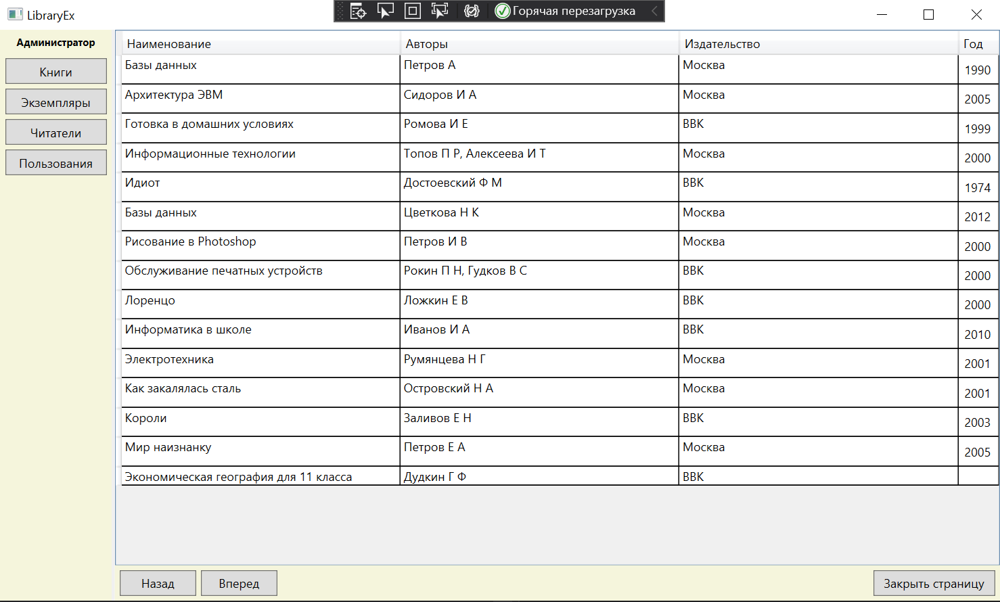 LibraryEx
Горячая перезагрузка
Администратор
Книги
Экземпляры
Читатели
Пользования
Наименование Авторы Издательство Год
Базы данных Петров А Москва 1990
Архитектура ЭВМ Сидоров И А Москва 2005
Готовка в домашних условиях Ромова И Е ВВК 1999
Информационные технологии Топов П Р, Алексеева И Т Москва 2000
Идиот Достоевский Ф М ВВК 1974
Базы данных Цветкова Н К Москва 2012
Рисование в Photoshop Петров И В Москва 2000
Обслуживание печатных устройств Рокин П Н, Гудков В С ВВК 2000
Лоренцо Ложкин Е В ВВК 2000
Информатика в школе Иванов И А ВВК 2010
Электротехника Румянцева Н Г Москва 2001
Как закалялась сталь Островский Н А Москва 2001
Короли Заливов Е Н ВВК 2003
Мир наизнанку Петров Е А Москва 2005
Экономическая география для 11 класса Дудкин Г Ф ВВК
Назад Вперед Закрыть страницу